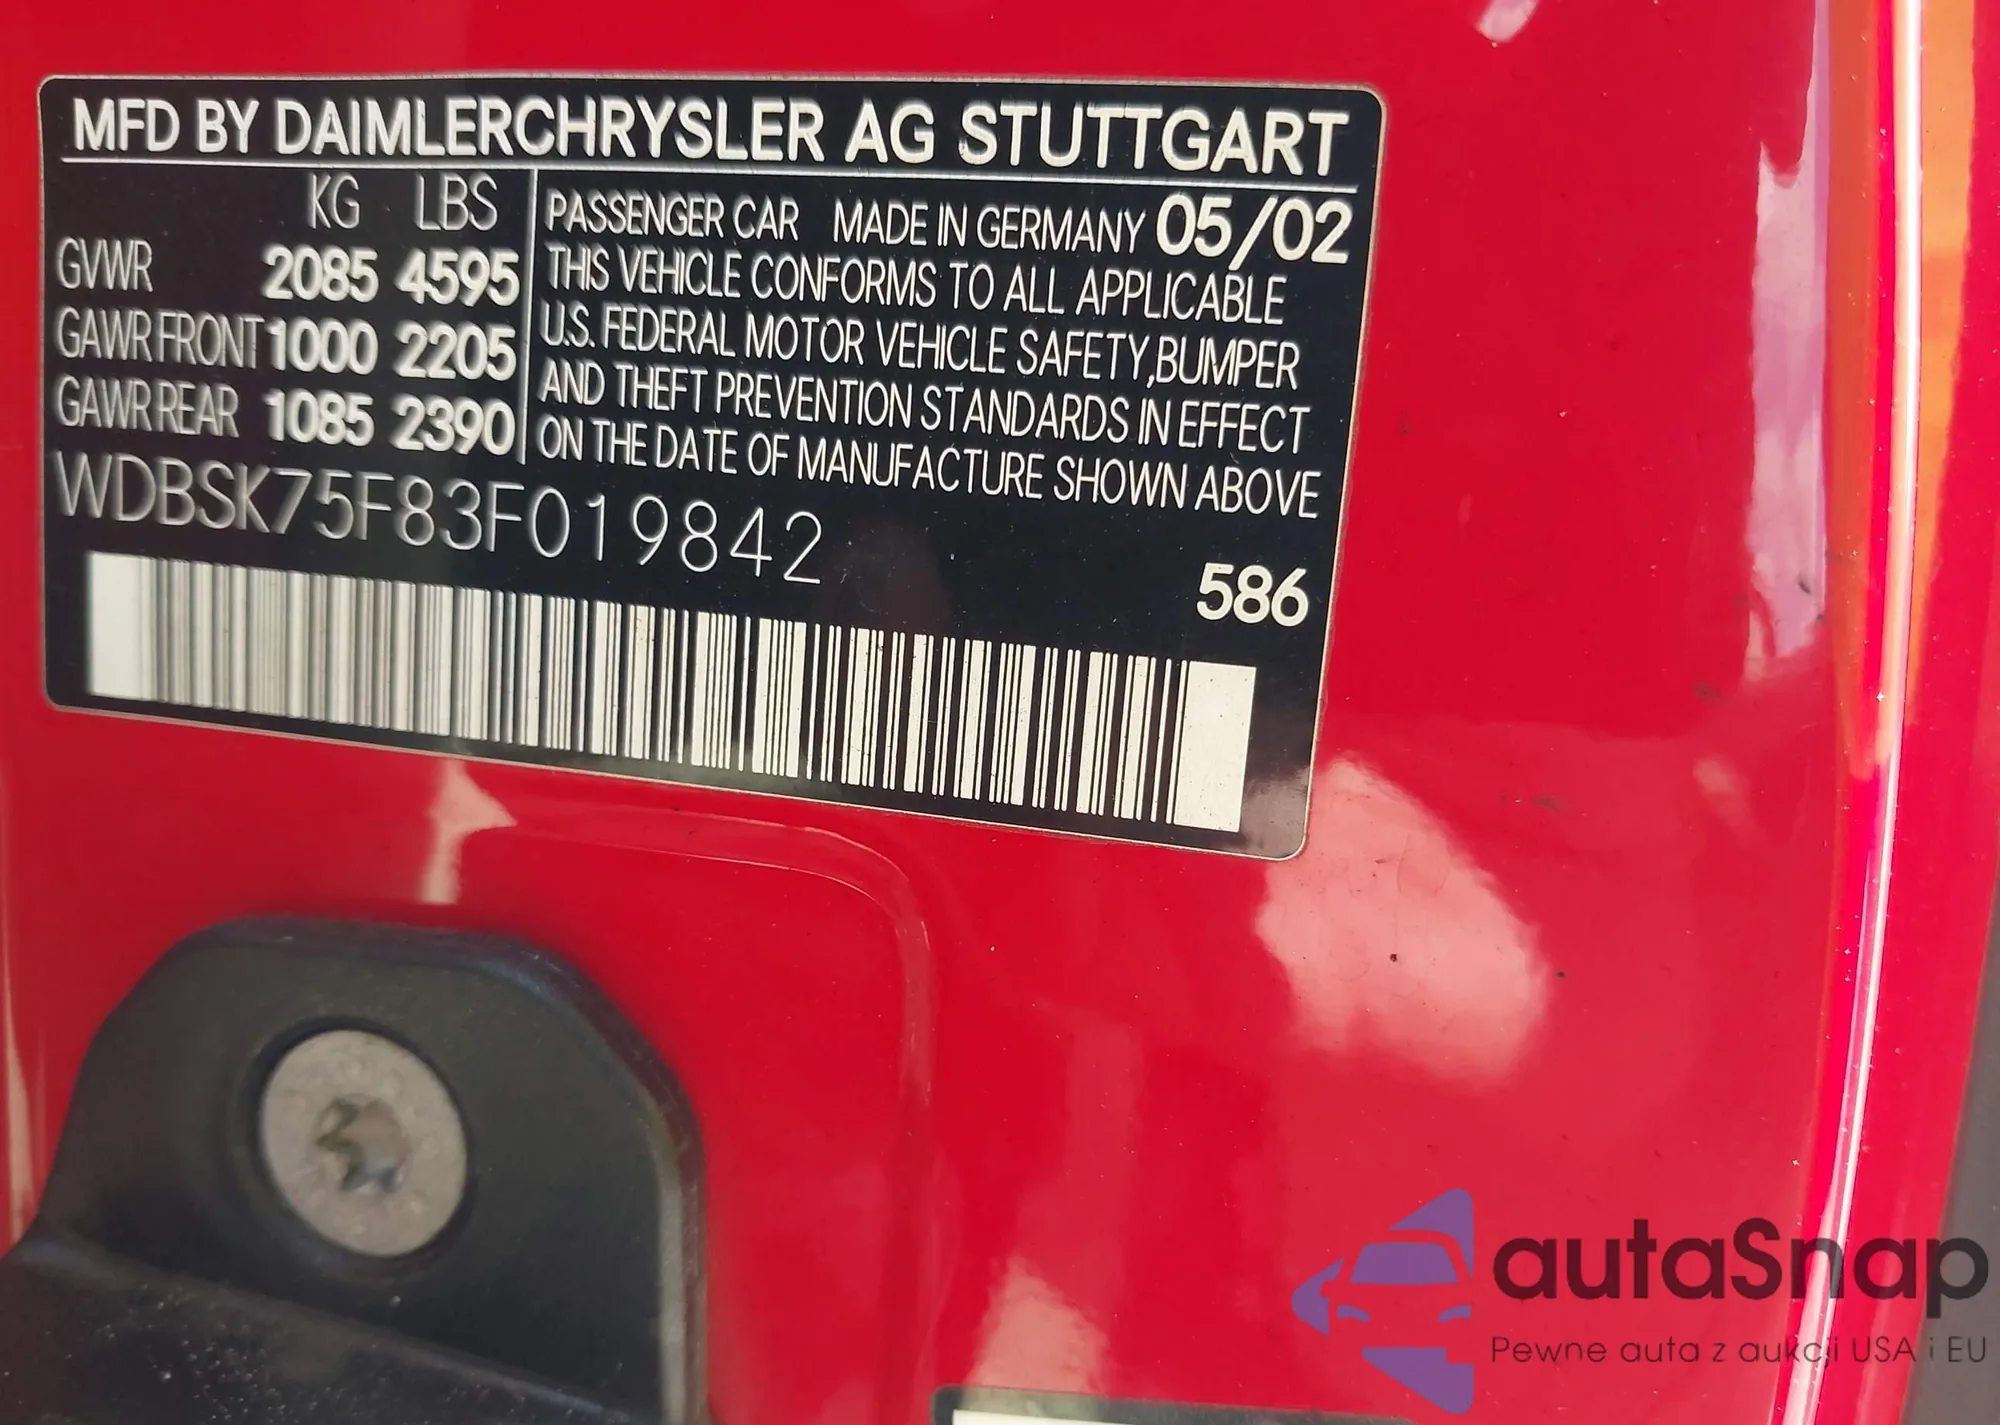 MFD BY DAIMLERCHRYSLER AG STUTTGART
KG LBS
GVWR 2085 4595
GAWR FRONT 1000 2205
GAWR REAR 1085 2390
PASSENGER CAR MADE IN GERMANY 05/02
THIS VEHICLE CONFORMS TO ALL APPLICABLE
U.S. FEDERAL MOTOR VEHICLE SAFETY,BUMPER
AND THEFT PREVENTION STANDARDS IN EFFECT
ON THE DATE OF MANUFACTURE SHOWN ABOVE
WDBSK75F83F019842
586
autaSnap
Pewne auta z aukcji USA i EU